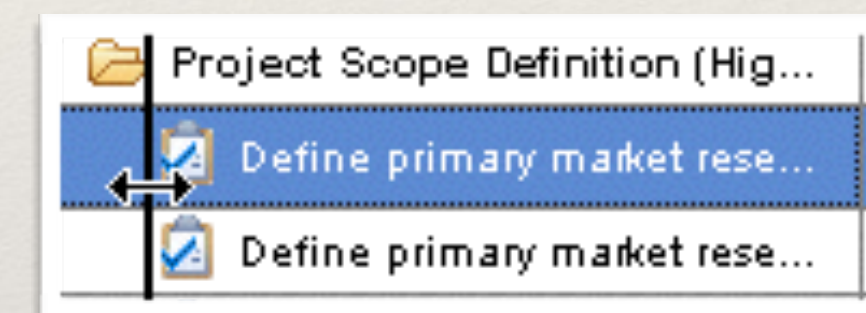 Project Scope Definition (Hig...
Define primary market rese...
Define primary market rese...